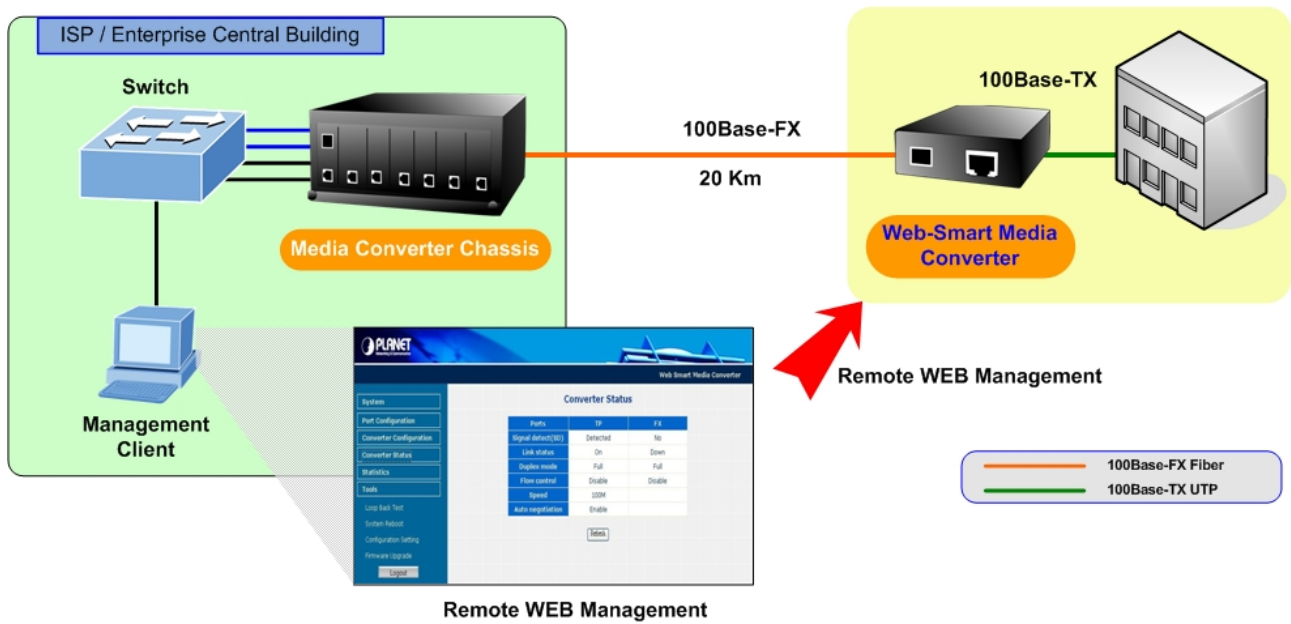 ISP / Enterprise Central Building
Switch
Media Converter Chassis
100Base-FX
20 Km
100Base-TX
Web-Smart Media
Converter
Management
Client
PLANET
Networking & Communication
Web Smart Media Converter
System
Port Configuration
Converter Configuration
Converter Status
Statistics
Tools
Loop Back Test
System Reboot
Configuration Setting
Firmware Upgrade
Logout
Converter Status
Ports TP FX
Signal detect(SD) Detected No
Link status On Down
Duplex mode Full Full
Flow control Disable Disable
Speed 100M
Auto negotiation Enable
Refresh
Remote WEB Management
Remote WEB Management
100Base-FX Fiber
100Base-TX UTP